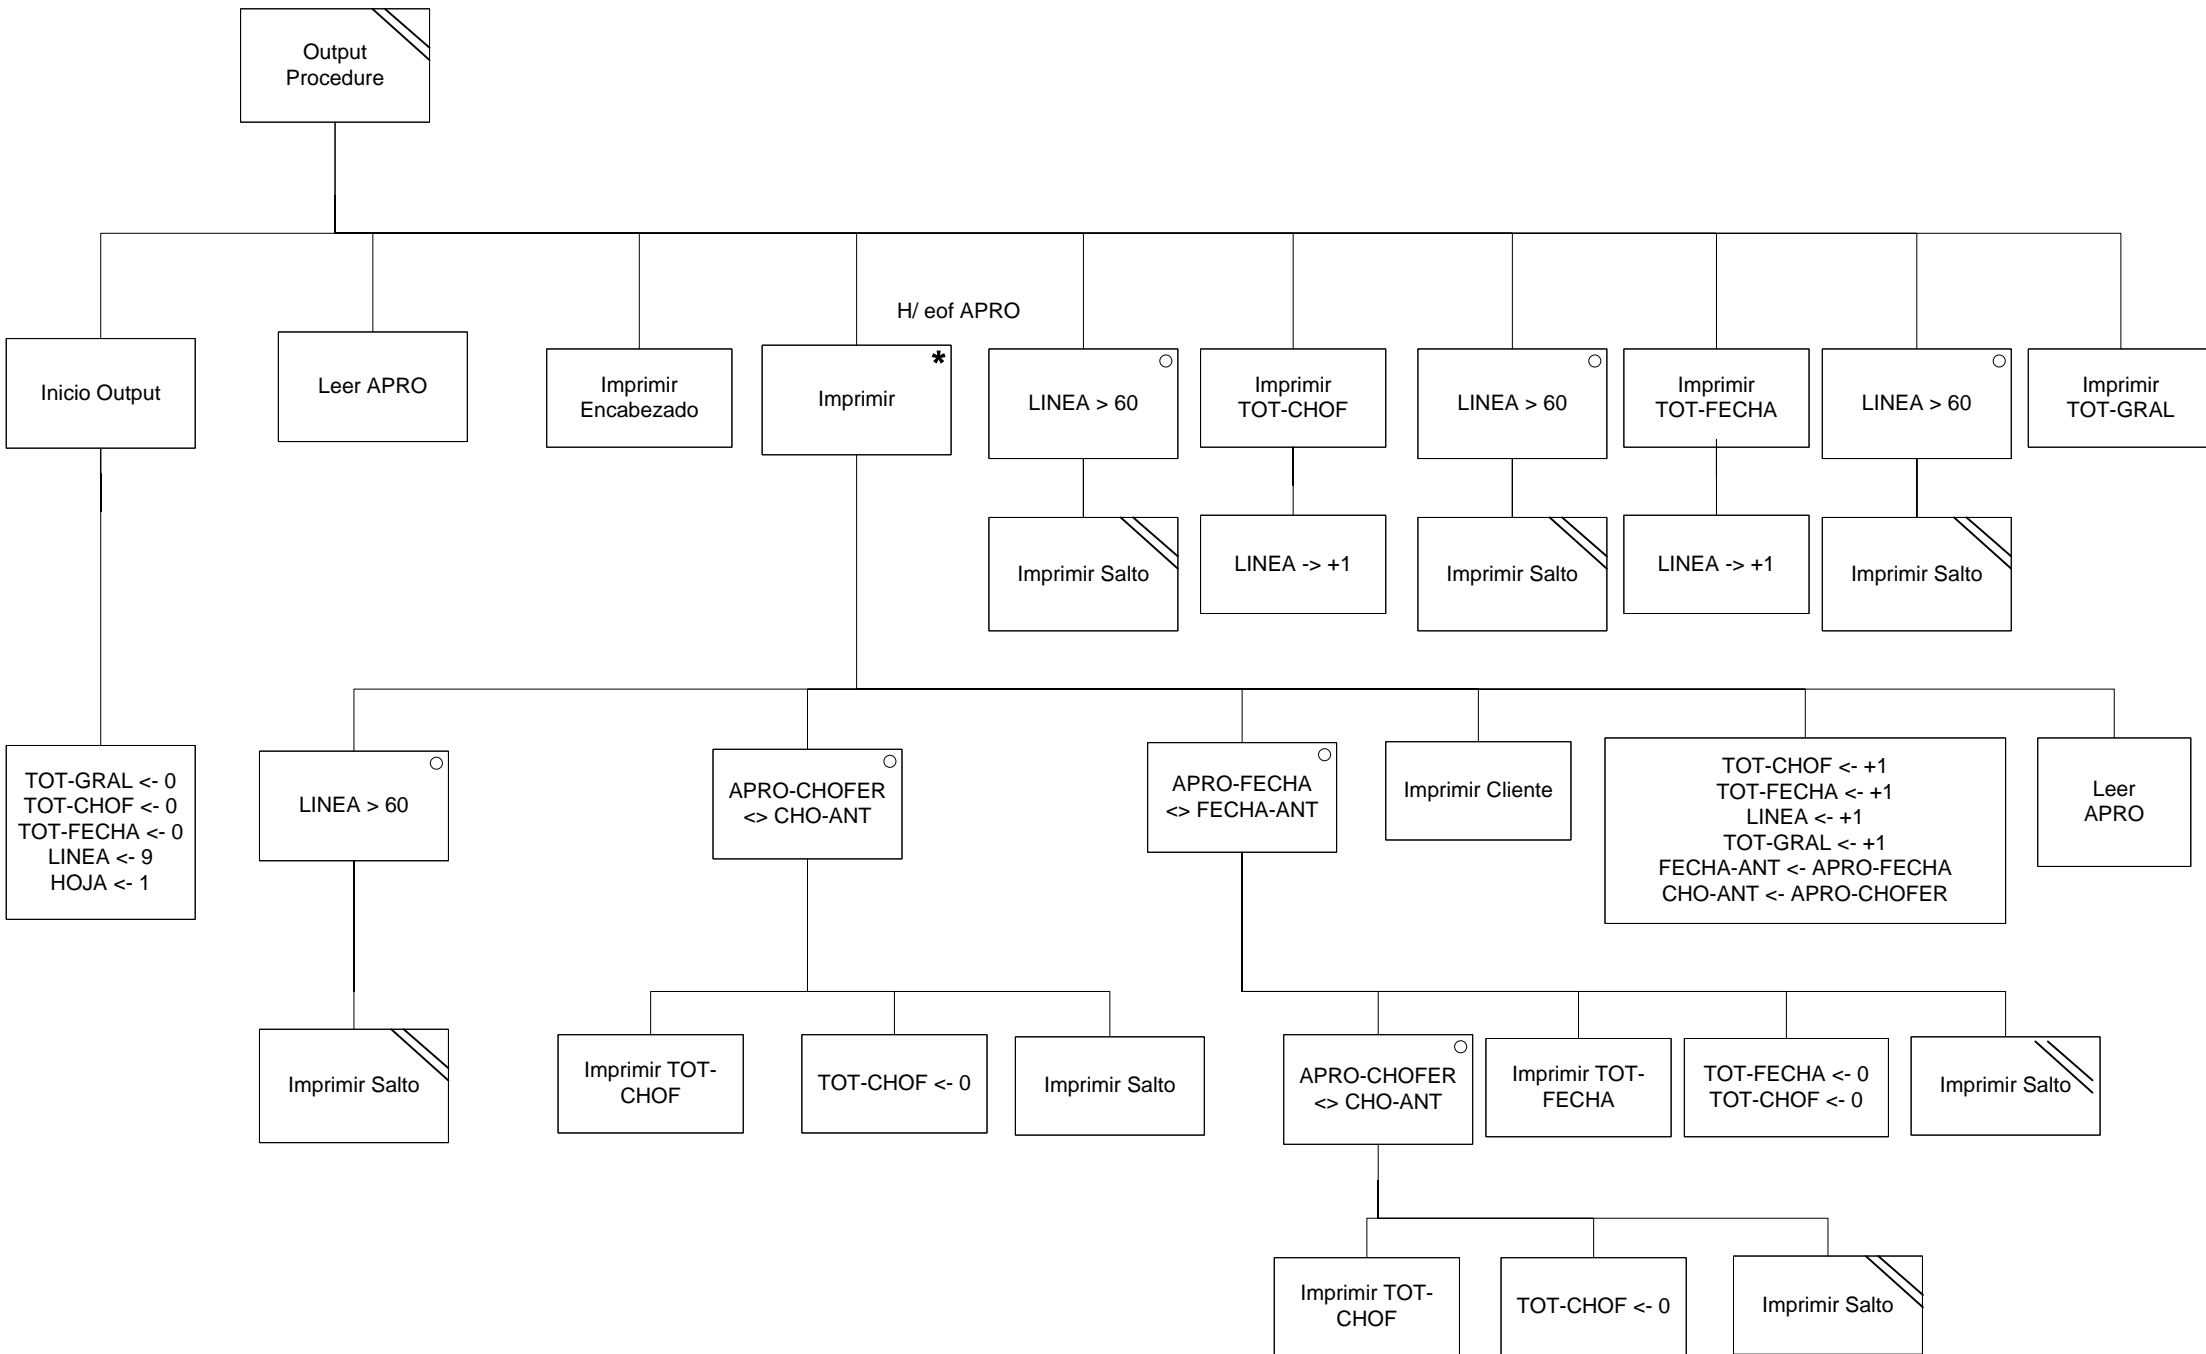 Output
Procedure
H/ eof APRO
Inicio Output
Leer APRO
Imprimir
Encabezado
Imprimir
*
LINEA > 60
Imprimir
TOT-CHOF
LINEA > 60
Imprimir
TOT-FECHA
LINEA > 60
Imprimir
TOT-GRAL
Imprimir Salto
LINEA -> +1
Imprimir Salto
LINEA -> +1
Imprimir Salto
TOT-GRAL <- 0
TOT-CHOF <- 0
TOT-FECHA <- 0
LINEA <- 9
HOJA <- 1
LINEA > 60
APRO-CHOFER
<> CHO-ANT
APRO-FECHA
<> FECHA-ANT
Imprimir Cliente
TOT-CHOF <- +1
TOT-FECHA <- +1
LINEA <- +1
TOT-GRAL <- +1
FECHA-ANT <- APRO-FECHA
CHO-ANT <- APRO-CHOFER
Leer
APRO
Imprimir Salto
Imprimir TOT-
CHOF
TOT-CHOF <- 0
Imprimir Salto
APRO-CHOFER
<> CHO-ANT
Imprimir TOT-
FECHA
TOT-FECHA <- 0
TOT-CHOF <- 0
Imprimir Salto
Imprimir TOT-
CHOF
TOT-CHOF <- 0
Imprimir Salto